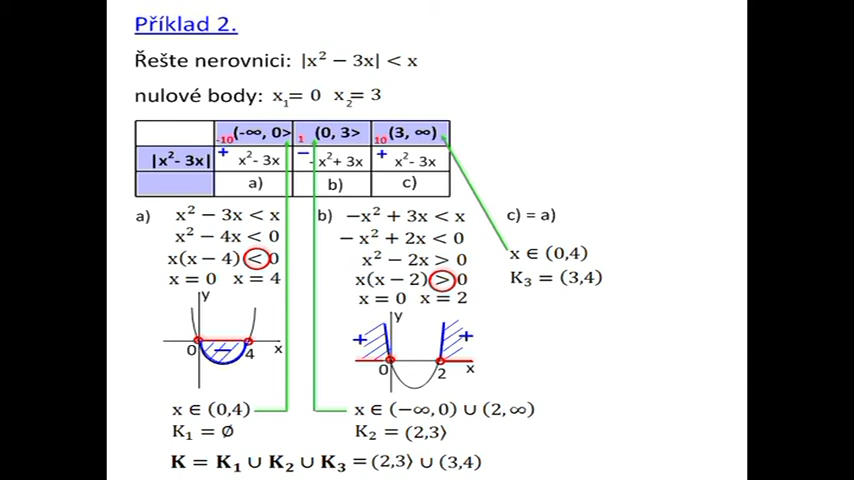 Příklad 2.
Řešte nerovnici: |x² − 3x| < x
nulové body: x₁= 0 x₂= 3
-10 (-∞, 0> 1 (0, 3> 10 (3, ∞)
|x²- 3x| + x²- 3x − - x²+ 3x + x²- 3x
a) b) c)
a) x² − 3x < x b) −x² + 3x < x c) = a)
x² − 4x < 0 − x² + 2x < 0
x(x − 4) < 0 x² − 2x > 0 x ∈ (0,4)
x = 0 x = 4 x(x − 2) > 0 K₃ = (3,4)
x = 0 x = 2
y y
+ +
0 − 4 x 0 2 x
x ∈ (0,4) x ∈ (−∞, 0) ∪ (2, ∞)
K₁ = ∅ K₂ = (2,3⟩
K = K₁ ∪ K₂ ∪ K₃ = (2,3⟩ ∪ (3,4)